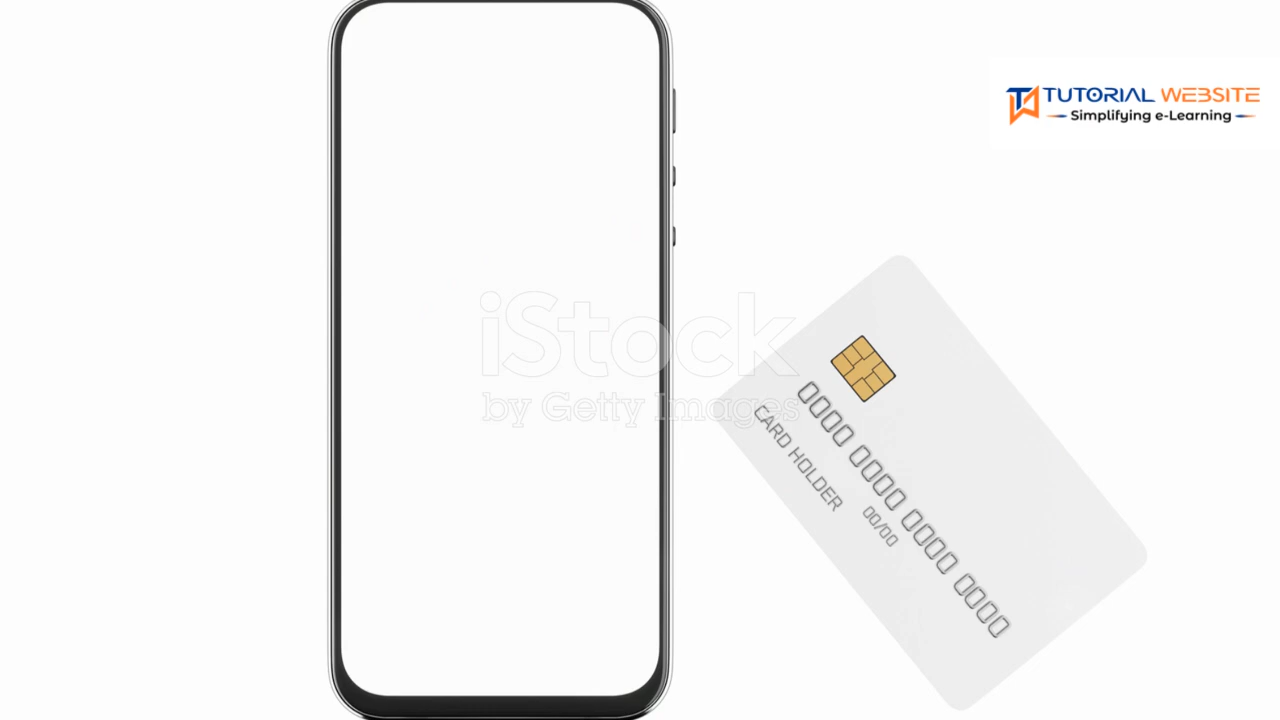 TUTORIAL WEBSITE
Simplifying e-Learning
iStock
by Getty Images
0000 0000 0000 0000
CARD HOLDER
00/00